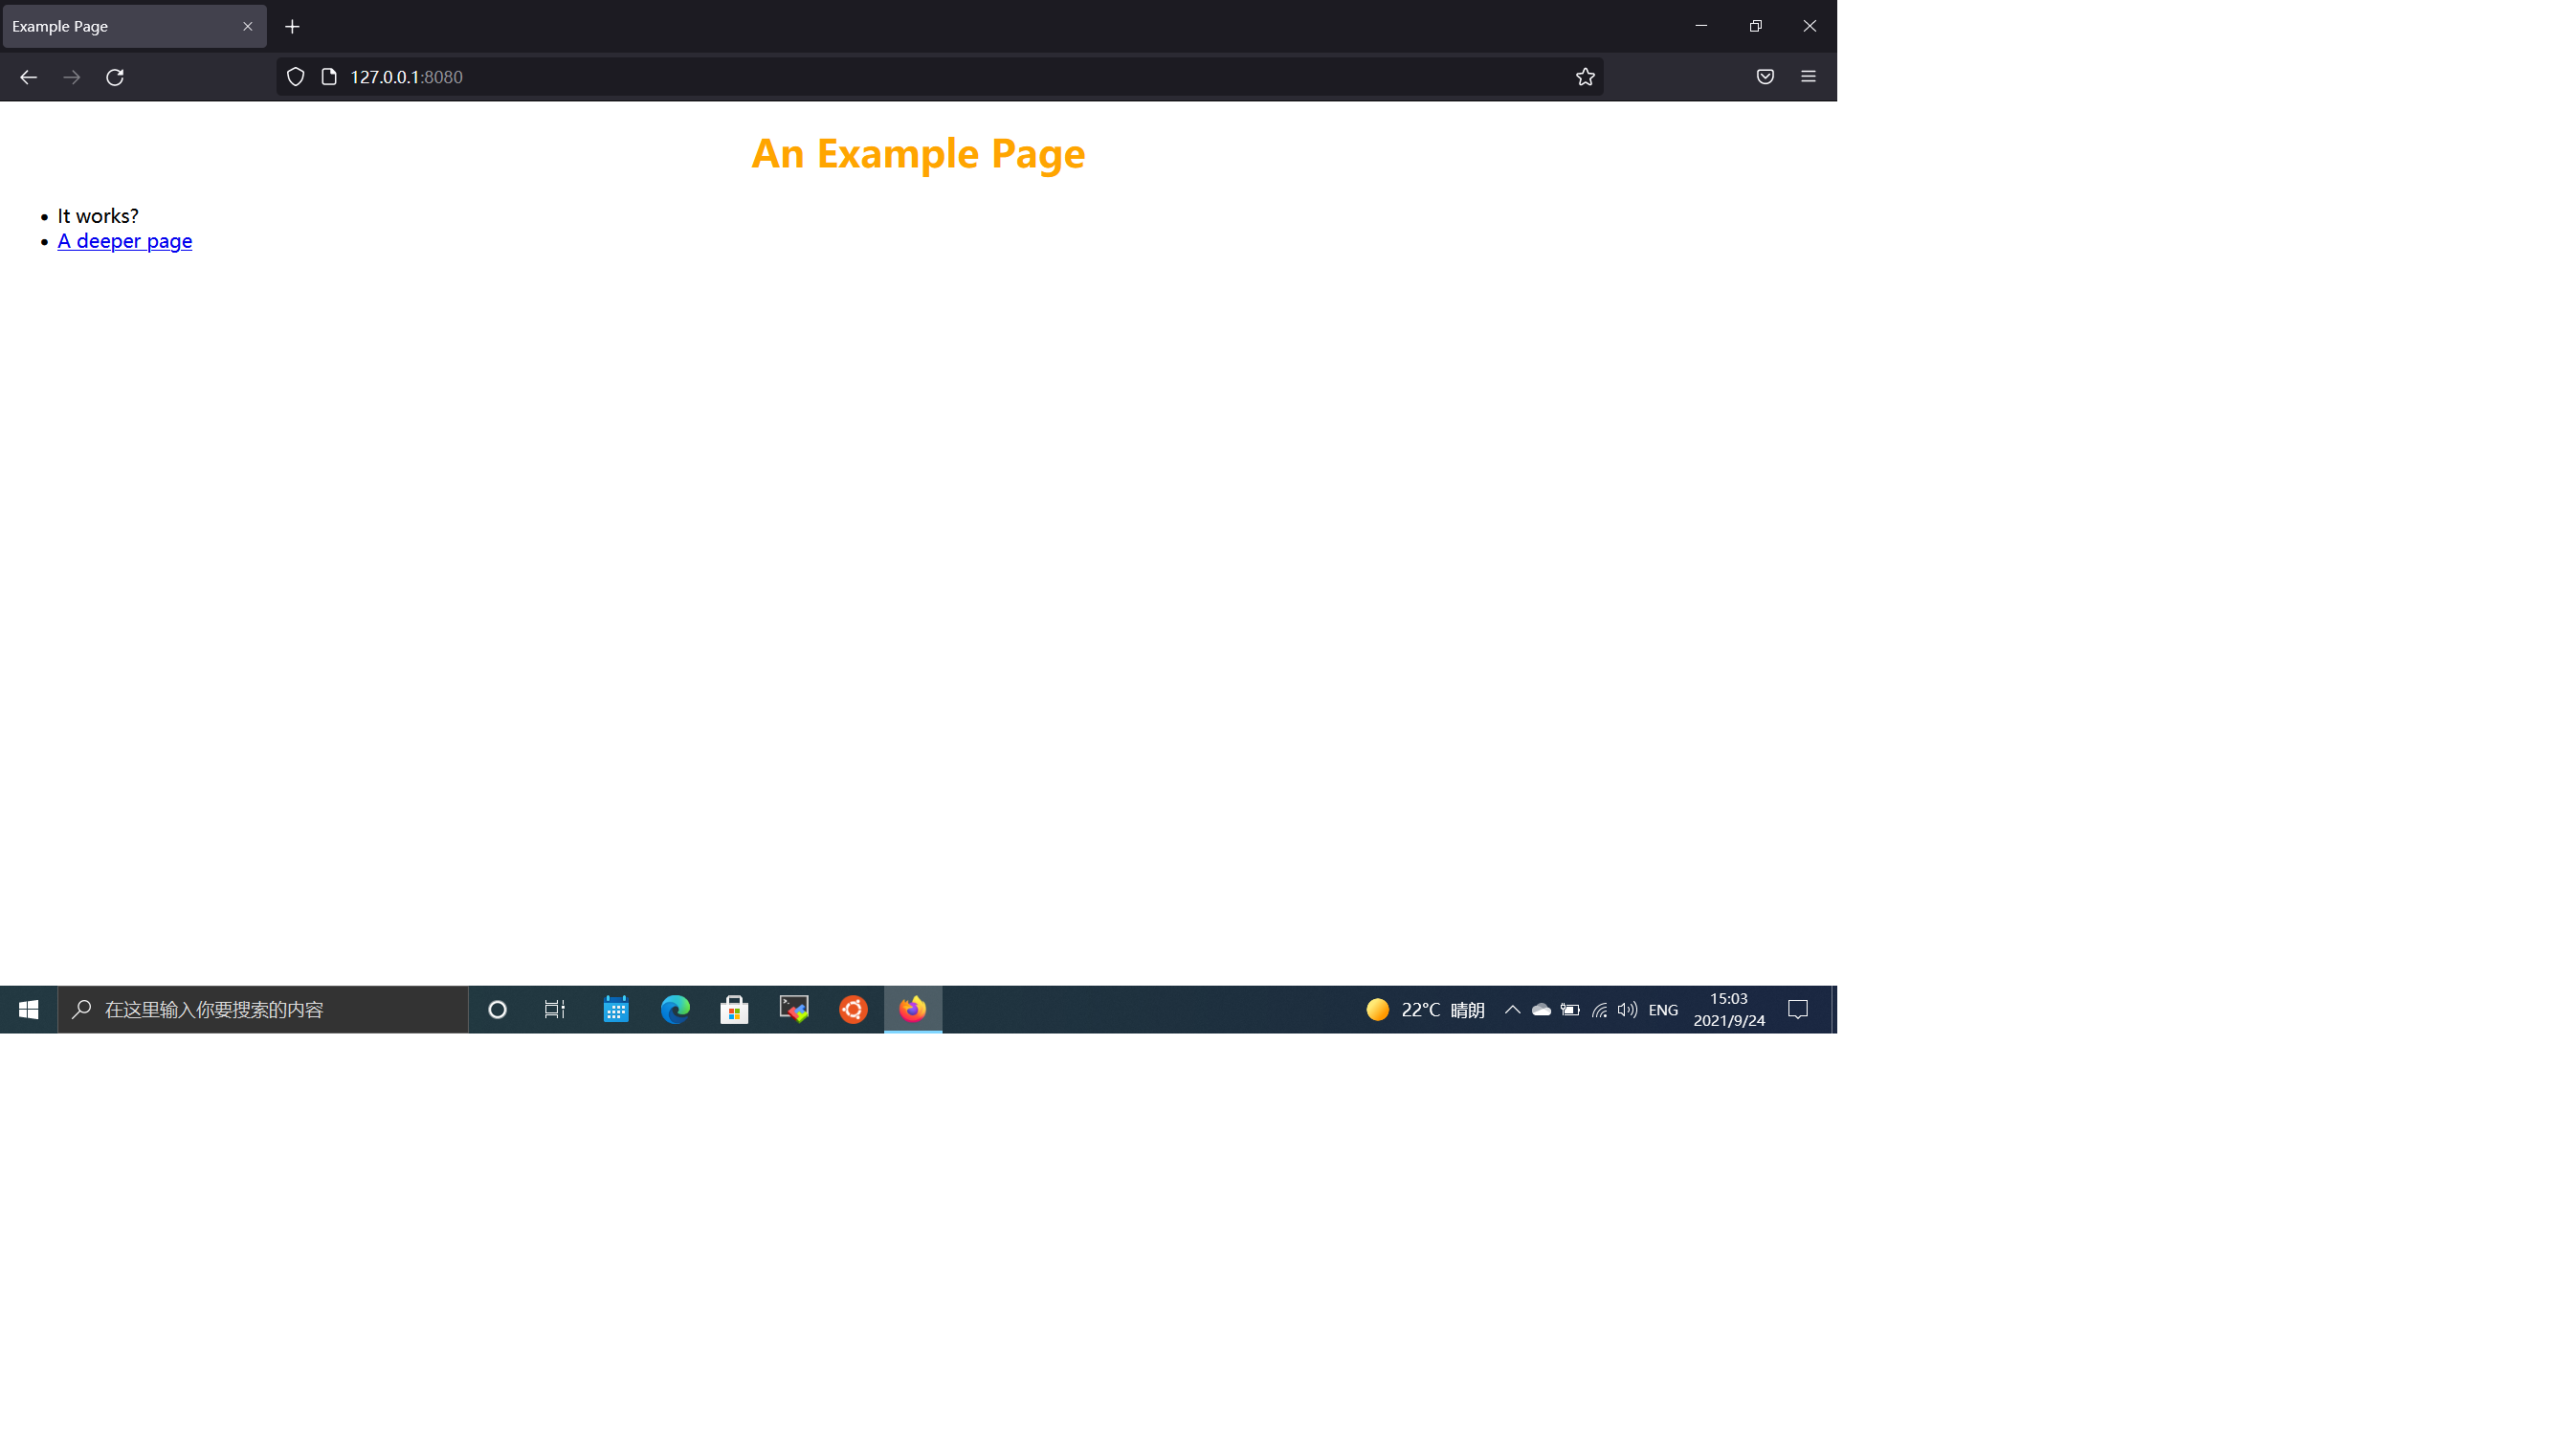 Example Page
127.0.0.1:8080
An Example Page
It works?
A deeper page
在这里输入你要搜索的内容
22°C 晴朗
ENG
15:03
2021/9/24